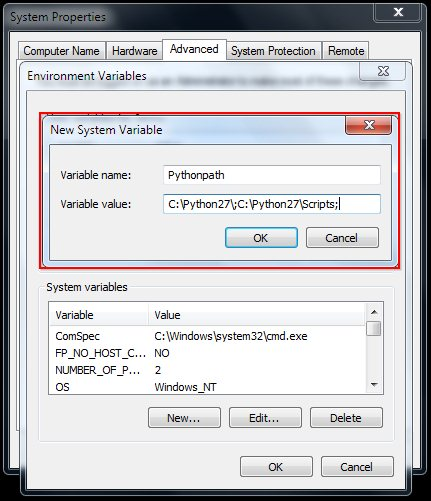 System Properties
Computer Name Hardware Advanced System Protection Remote
Environment Variables
New System Variable
Variable name: Pythonpath
Variable value: C:\Python27\;C:\Python27\Scripts;
OK Cancel
System variables
Variable Value
ComSpec C:\Windows\system32\cmd.exe
FP_NO_HOST_C... NO
NUMBER_OF_P... 2
OS Windows_NT
New... Edit... Delete
OK Cancel